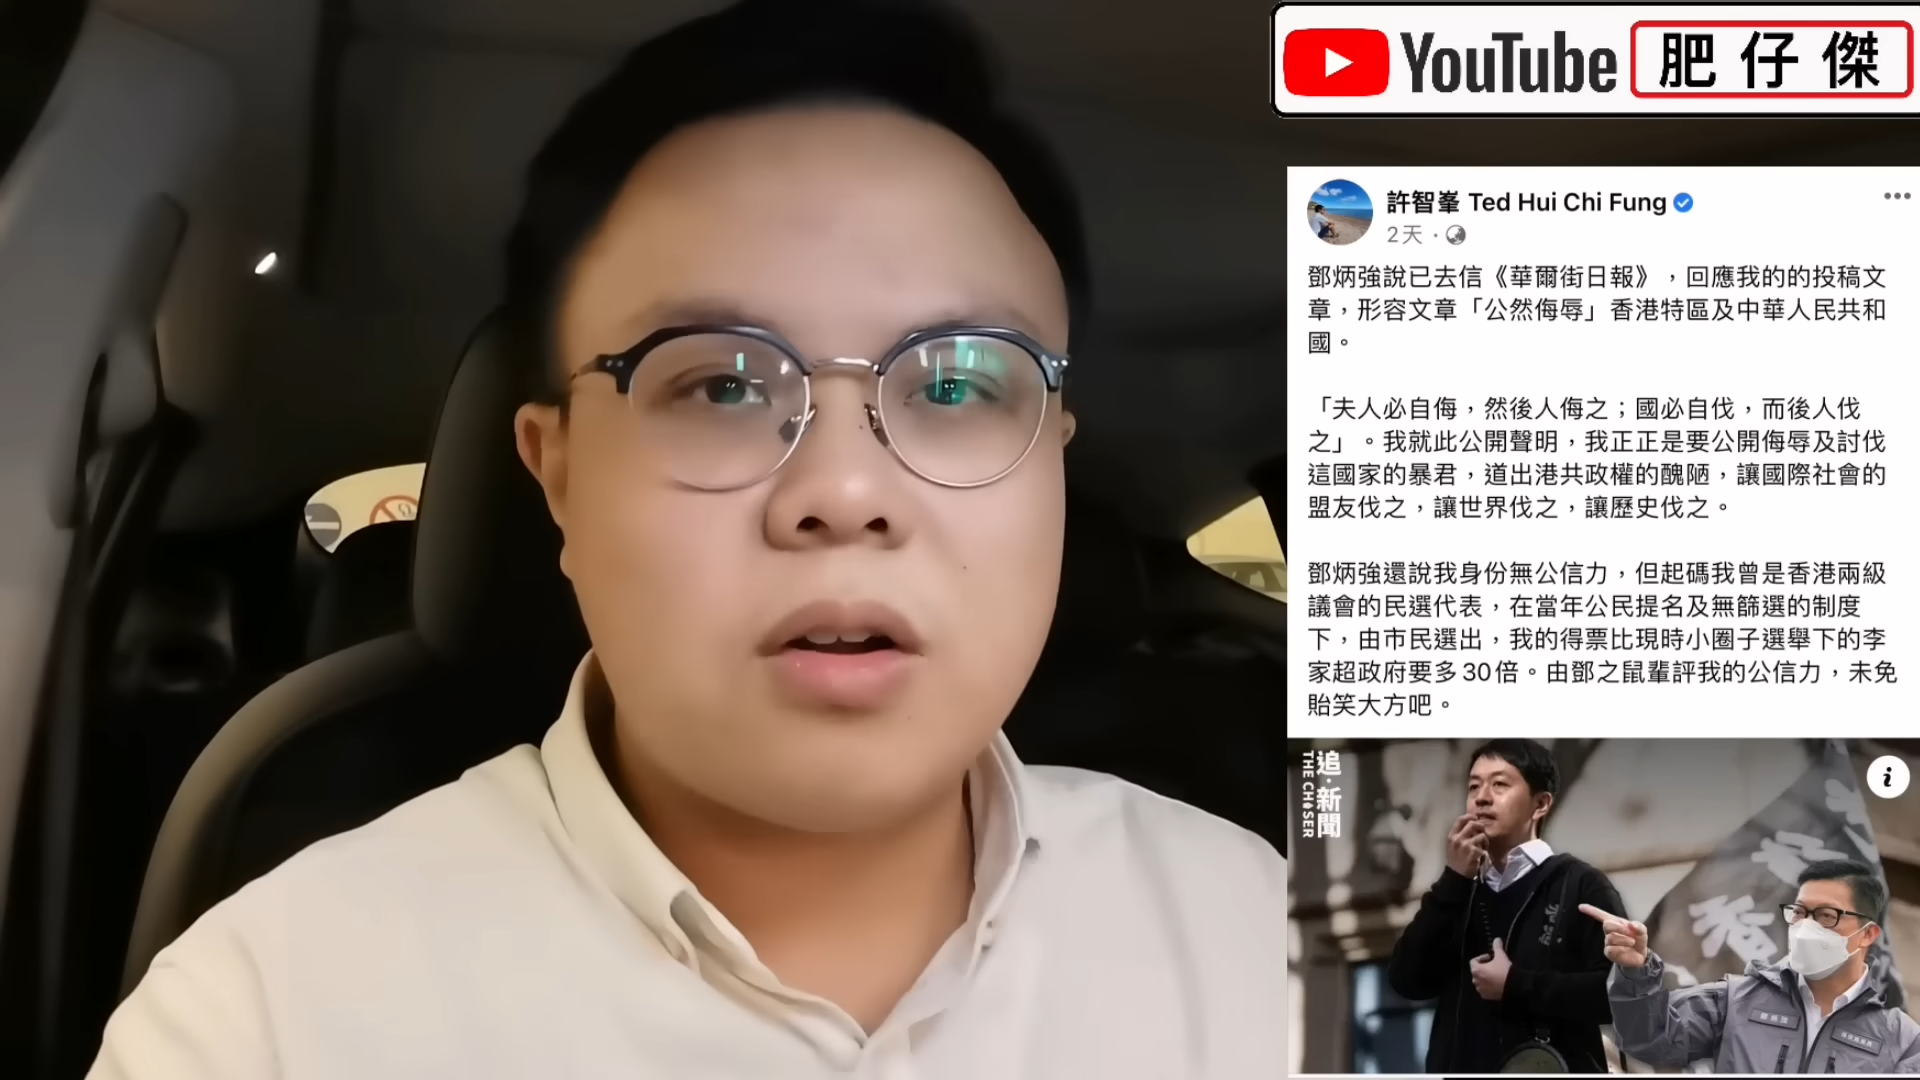 YouTube 肥仔傑
許智峯 Ted Hui Chi Fung
2天 ·
鄧炳強說已去信《華爾街日報》，回應我的的投稿文
章，形容文章「公然侮辱」香港特區及中華人民共和
國。
「夫人必自侮，然後人侮之；國必自伐，而後人伐
之」。我就此公開聲明，我正正是要公開侮辱及討伐
這國家的暴君，道出港共政權的醜陋，讓國際社會的
盟友伐之，讓世界伐之，讓歷史伐之。
鄧炳強還說我身份無公信力，但起碼我曾是香港兩級
議會的民選代表，在當年公民提名及無篩選的制度
下，由市民選出，我的得票比現時小圈子選舉下的李
家超政府要多30倍。由鄧之鼠輩評我的公信力，未免
貽笑大方吧。
追·新聞
THE CHASER